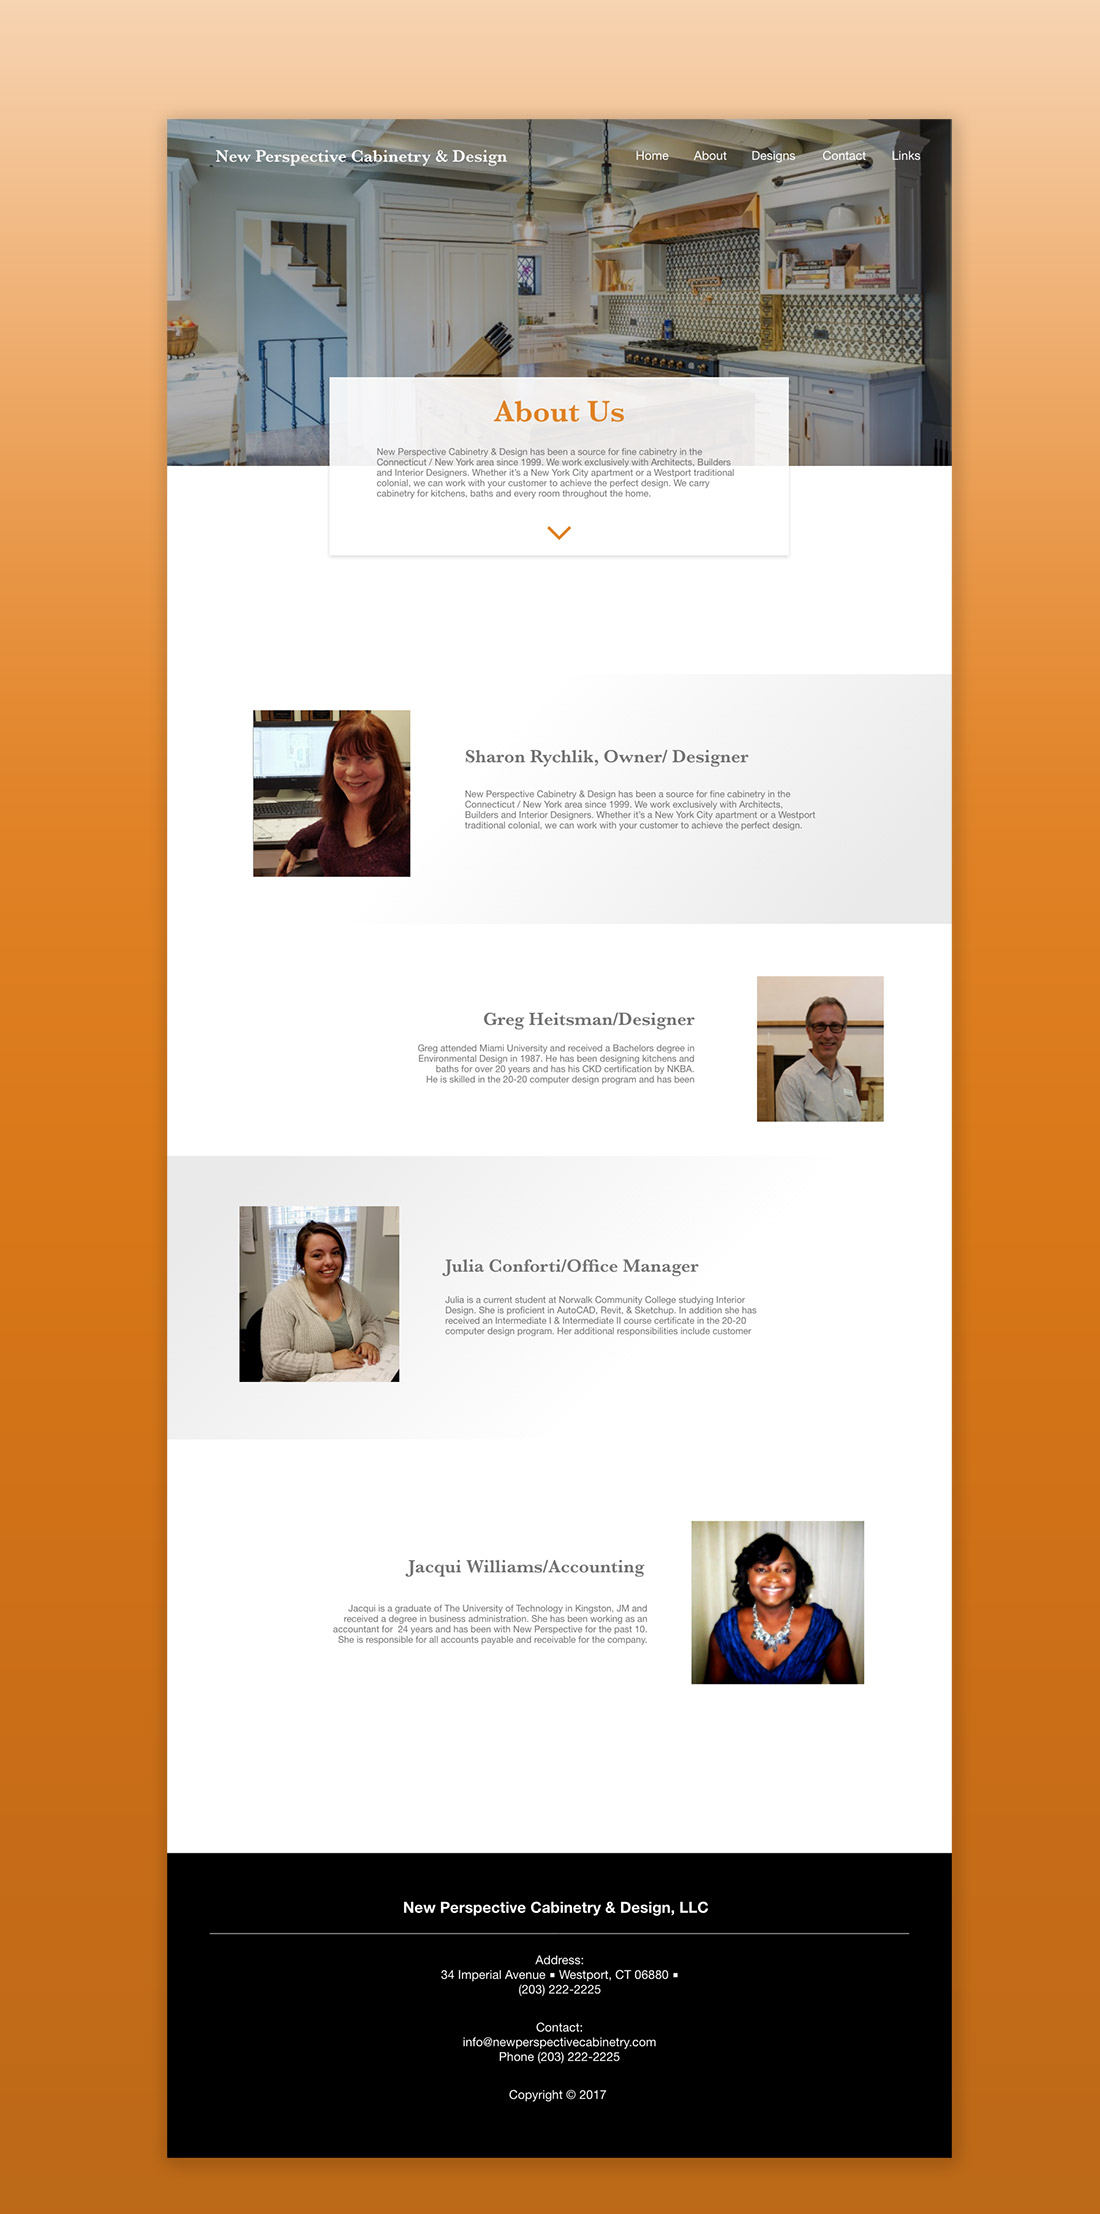 New Perspective Cabinetry & Design
Home About Designs Contact Links
About Us
New Perspective Cabinetry & Design has been a source for fine cabinetry in the
Connecticut / New York area since 1999. We work exclusively with Architects, Builders
and Interior Designers. Whether it's a New York City apartment or a Westport traditional
colonial, we can work with your customer to achieve the perfect design. We carry
cabinetry for kitchens, baths and every room throughout the home.
Sharon Rychlik, Owner/ Designer
New Perspective Cabinetry & Design has been a source for fine cabinetry in the
Connecticut / New York area since 1999. We work exclusively with Architects,
Builders and Interior Designers. Whether it's a New York City apartment or a Westport
traditional colonial, we can work with your customer to achieve the perfect design.
Greg Heitsman/Designer
Greg attended Miami University and received a Bachelors degree in
Environmental Design in 1987. He has been designing kitchens and
baths for over 20 years and has his CKD certification by NKBA.
He is skilled in the 20-20 computer design program and has been
Julia Conforti/Office Manager
Julia is a current student at Norwalk Community College studying Interior
Design. She is proficient in AutoCAD, Revit, & Sketchup. In addition she has
received an Intermediate I & Intermediate II course certificate in the 20-20
computer design program. Her additional responsibilities include customer
Jacqui Williams/Accounting
Jacqui is a graduate of The University of Technology in Kingston, JM and
received a degree in business administration. She has been working as an
accountant for  24 years and has been with New Perspective for the past 10.
She is responsible for all accounts payable and receivable for the company.
New Perspective Cabinetry & Design, LLC
Address:
34 Imperial Avenue ▪ Westport, CT 06880 ▪
(203) 222-2225
Contact:
info@newperspectivecabinetry.com
Phone (203) 222-2225
Copyright © 2017